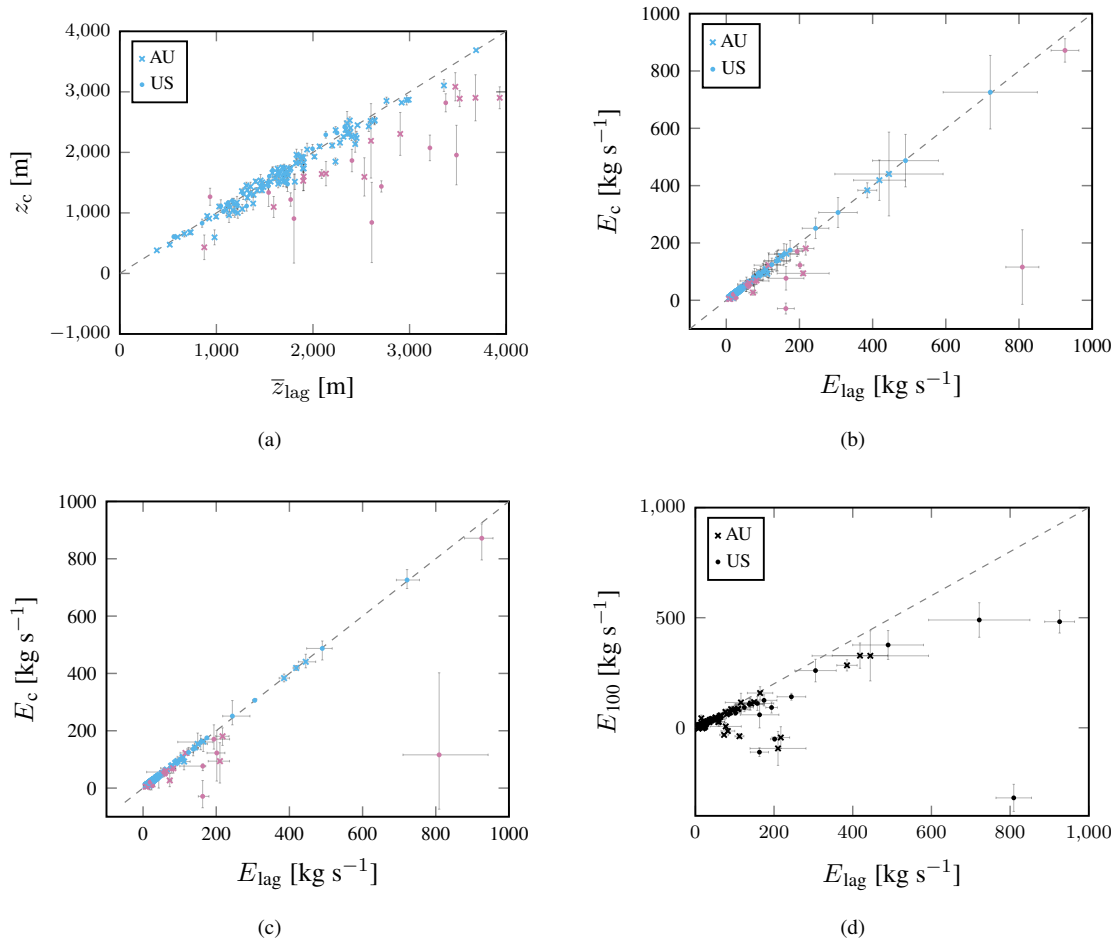 4,000
3,000
2,000
1,000
0
−1,000
z_c [m]
AU
US
0
1,000
2,000
3,000
4,000
z̅_lag [m]
(a)
1000
800
600
400
200
0
E_c [kg s⁻¹]
AU
US
0
200
400
600
800
1000
E_lag [kg s⁻¹]
(b)
1000
800
600
400
200
0
E_c [kg s⁻¹]
0
200
400
600
800
1000
E_lag [kg s⁻¹]
(c)
1,000
500
0
E_100 [kg s⁻¹]
AU
US
0
200
400
600
800
1,000
E_lag [kg s⁻¹]
(d)